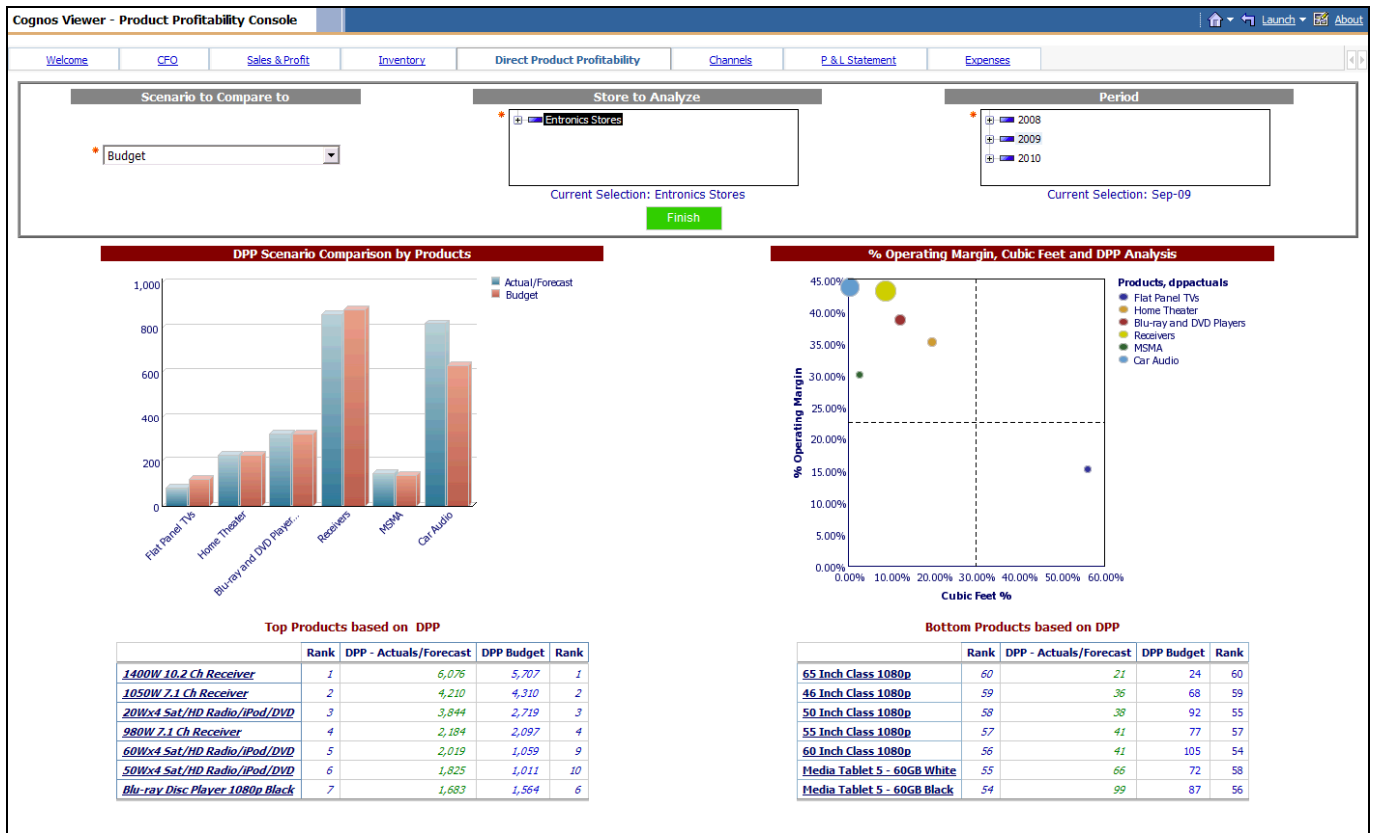 Cognos Viewer - Product Profitability Console
Launch About
Welcome CFO Sales & Profit Inventory Direct Product Profitability Channels P & L Statement Expenses
Scenario to Compare to
* Budget
Store to Analyze
* Entronics Stores
Current Selection: Entronics Stores
Period
* 2008
2009
2010
Current Selection: Sep-09
Finish
DPP Scenario Comparison by Products
1,000
800
600
400
200
0
Flat Panel TVs
Home Theater
Blu-ray and DVD Player...
Receivers
MSMA
Car Audio
Actual/Forecast
Budget
% Operating Margin, Cubic Feet and DPP Analysis
% Operating Margin
45.00%
40.00%
35.00%
30.00%
25.00%
20.00%
15.00%
10.00%
5.00%
0.00%
0.00% 10.00% 20.00% 30.00% 40.00% 50.00% 60.00%
Cubic Feet %
Products, dppactuals
Flat Panel TVs
Home Theater
Blu-ray and DVD Players
Receivers
MSMA
Car Audio
Top Products based on DPP
Rank DPP - Actuals/Forecast DPP Budget Rank
1400W 10.2 Ch Receiver 1 6,076 5,707 1
1050W 7.1 Ch Receiver 2 4,210 4,310 2
20Wx4 Sat/HD Radio/iPod/DVD 3 3,844 2,719 3
980W 7.1 Ch Receiver 4 2,184 2,097 4
60Wx4 Sat/HD Radio/iPod/DVD 5 2,019 1,059 9
50Wx4 Sat/HD Radio/iPod/DVD 6 1,825 1,011 10
Blu-ray Disc Player 1080p Black 7 1,683 1,564 6
Bottom Products based on DPP
Rank DPP - Actuals/Forecast DPP Budget Rank
65 Inch Class 1080p 60 21 24 60
46 Inch Class 1080p 59 36 68 59
50 Inch Class 1080p 58 38 92 55
55 Inch Class 1080p 57 41 77 57
60 Inch Class 1080p 56 41 105 54
Media Tablet 5 - 60GB White 55 66 72 58
Media Tablet 5 - 60GB Black 54 99 87 56